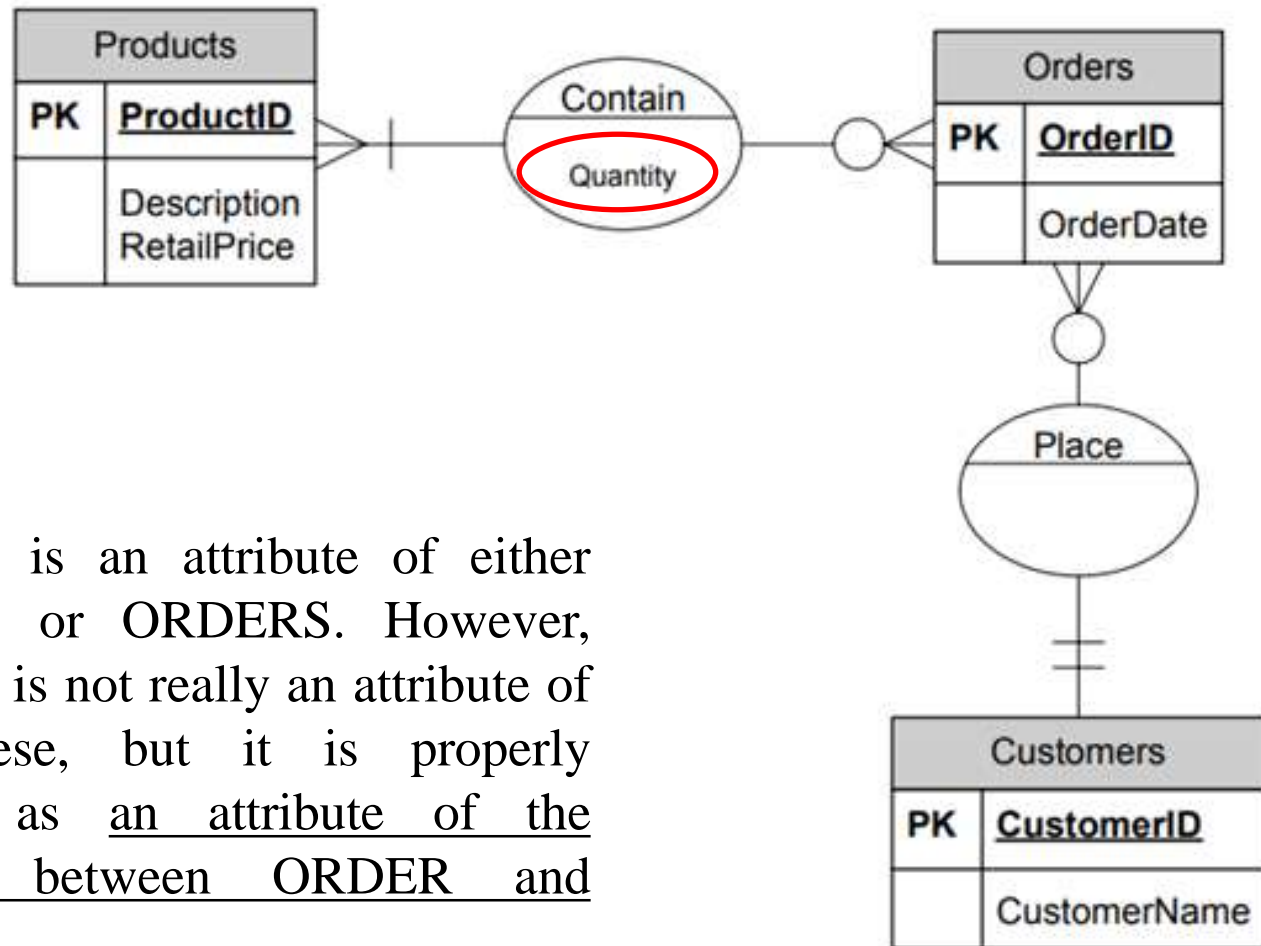 Products
PK ProductID
Description
RetailPrice
Contain
Quantity
Orders
PK OrderID
OrderDate
Place
is an attribute of either
or ORDERS. However,
is not really an attribute of
but it is properly
as an attribute of the
between ORDER and
Customers
PK CustomerID
CustomerName